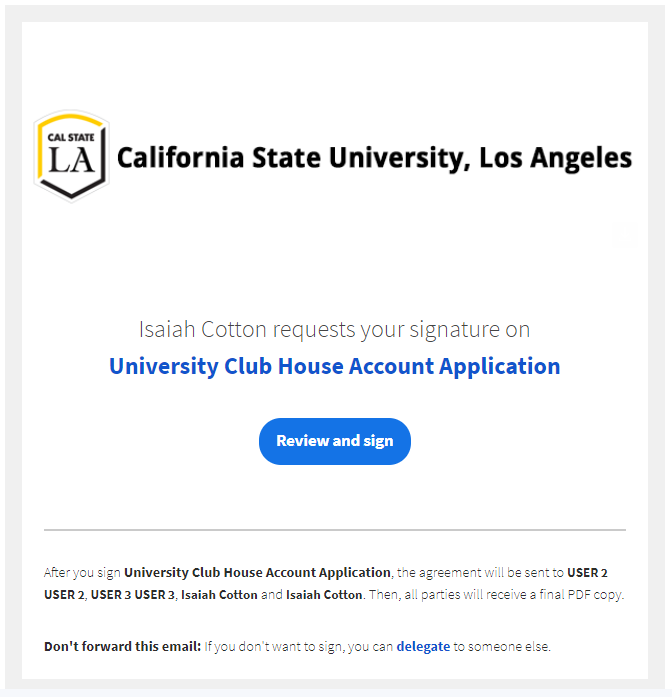 CAL STATE
LA
California State University, Los Angeles
Isaiah Cotton requests your signature on
University Club House Account Application
Review and sign
After you sign University Club House Account Application, the agreement will be sent to USER 2
USER 2, USER 3 USER 3, Isaiah Cotton and Isaiah Cotton. Then, all parties will receive a final PDF copy.
Don't forward this email: If you don't want to sign, you can delegate to someone else.